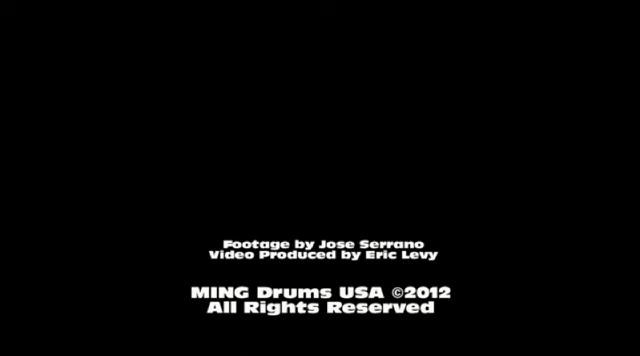 Footage by Jose Serrano
Video Produced by Eric Levy
MING Drums USA ©2012
All Rights Reserved